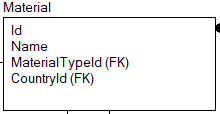 Material
Id
Name
MaterialTypeId (FK)
CountryId (FK)